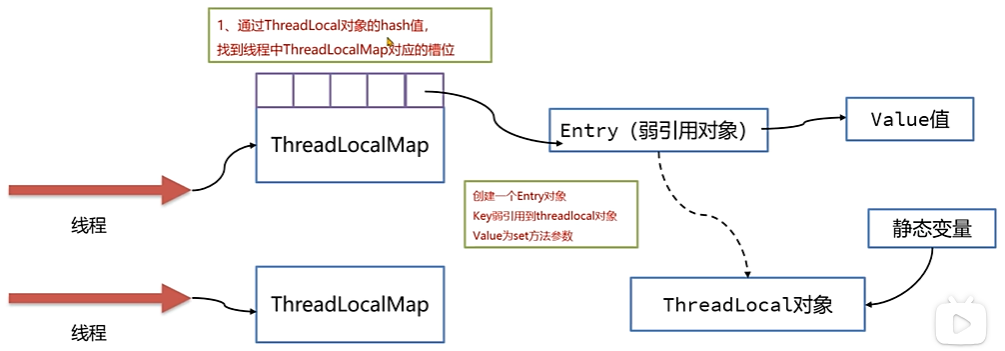 1、通过ThreadLocal对象的hash值，
找到线程中ThreadLocalMap对应的槽位
ThreadLocalMap
Entry（弱引用对象）
Value值
线程
创建一个Entry对象
Key弱引用到threadlocal对象
Value为set方法参数
静态变量
ThreadLocal对象
ThreadLocalMap
线程